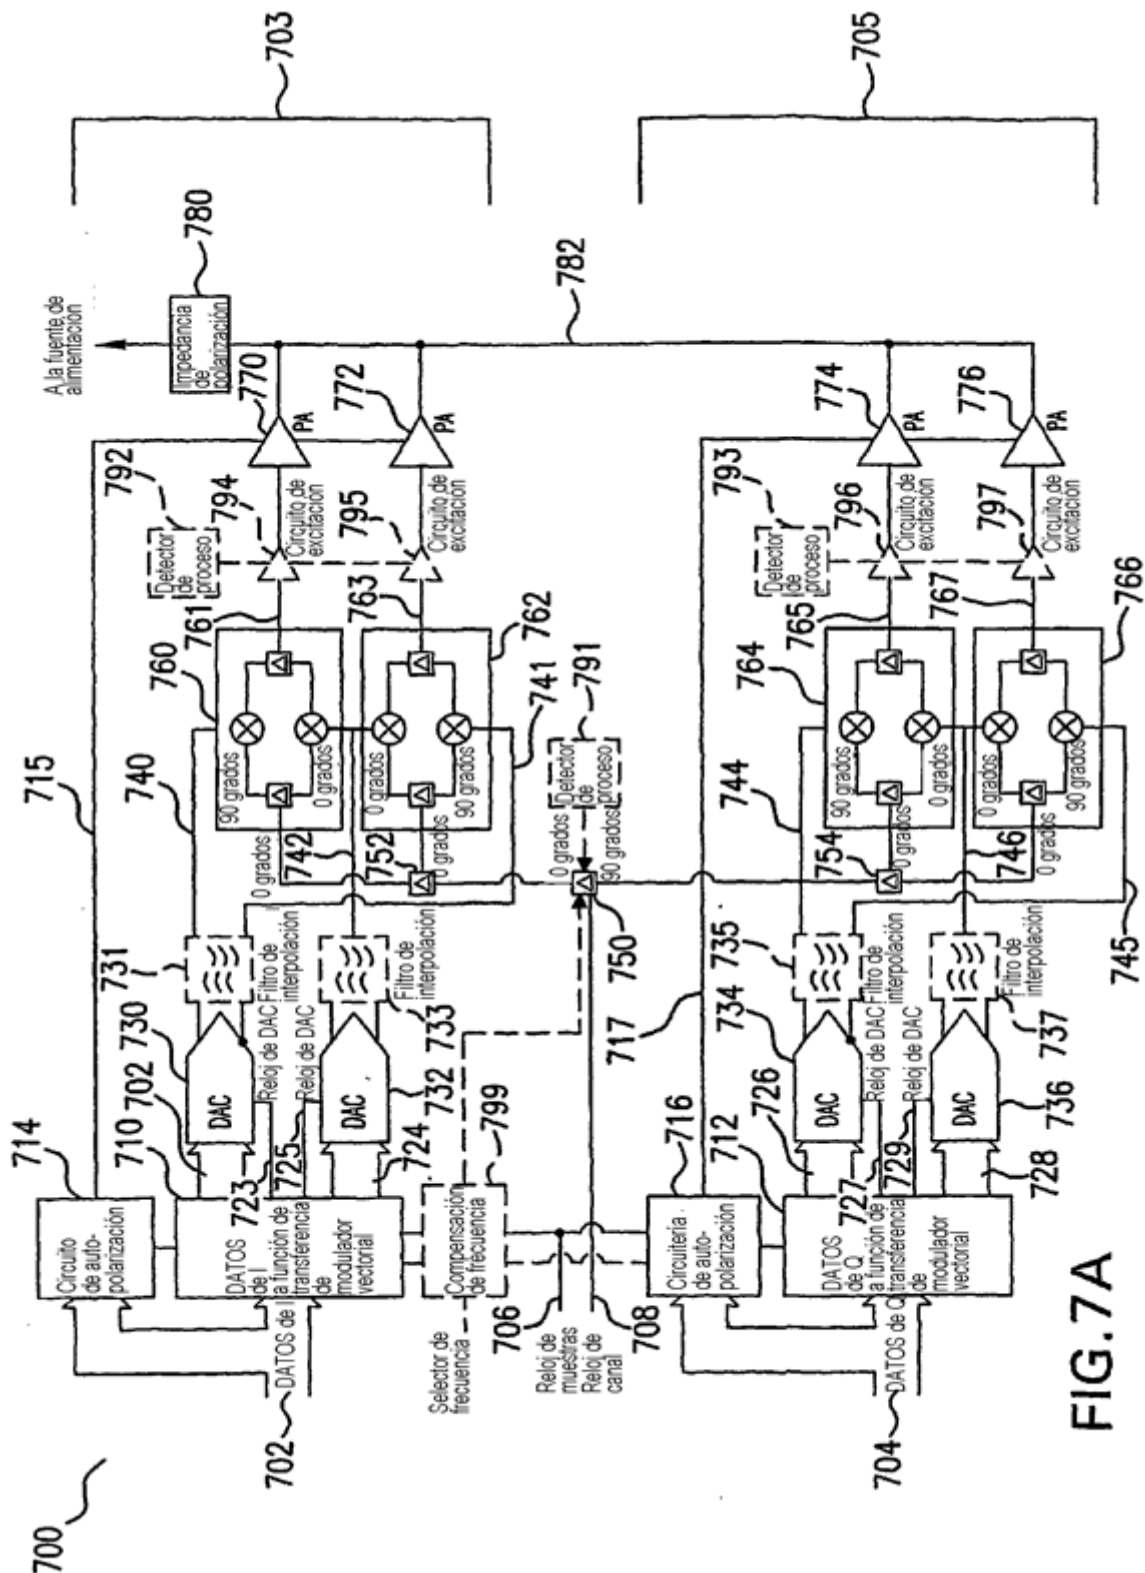 703
705
780
A la fuente de
alimentación
Impedancia
de
polarización
782
770
772
774
776
PA
PA
PA
PA
792
794
795
793
796
797
Detector
de
proceso
Circuito de
excitación
Circuito de
excitación
Detector
de
proceso
Circuito de
excitación
Circuito de
excitación
761
763
765
767
760
762
764
766
741
791
715
740
744
90 grados
0 grados
0 grados
90 grados
Detector
de
proceso
90 grados
0 grados
0 grados
90 grados
0 grados
742
752
0 grados
0 grados
90 grados
754
0 grados
746
0 grados
750
745
731
733
735
737
Filtro de
interpolación
Filtro de
interpolación
Filtro de
interpolación
Filtro de
interpolación
717
730
702
710
714
DAC
Reloj de DAC
Reloj de DAC
DAC
732
734
726
712
716
DAC
Reloj de DAC
Reloj de DAC
DAC
736
723
725
724
799
727
729
728
Circuito
de auto-
polarización
DATOS
de I
a función de
transferencia
de
modulador
vectorial
Compensación
de frecuencia
Circuitería
de auto-
polarización
DATOS
de Q
a función de
transferencia
de
modulador
vectorial
DATOS de I
702
Selector de
frecuencia
706
708
Reloj de
muestras
Reloj de
canal
DATOS de Q
704
700
FIG. 7A